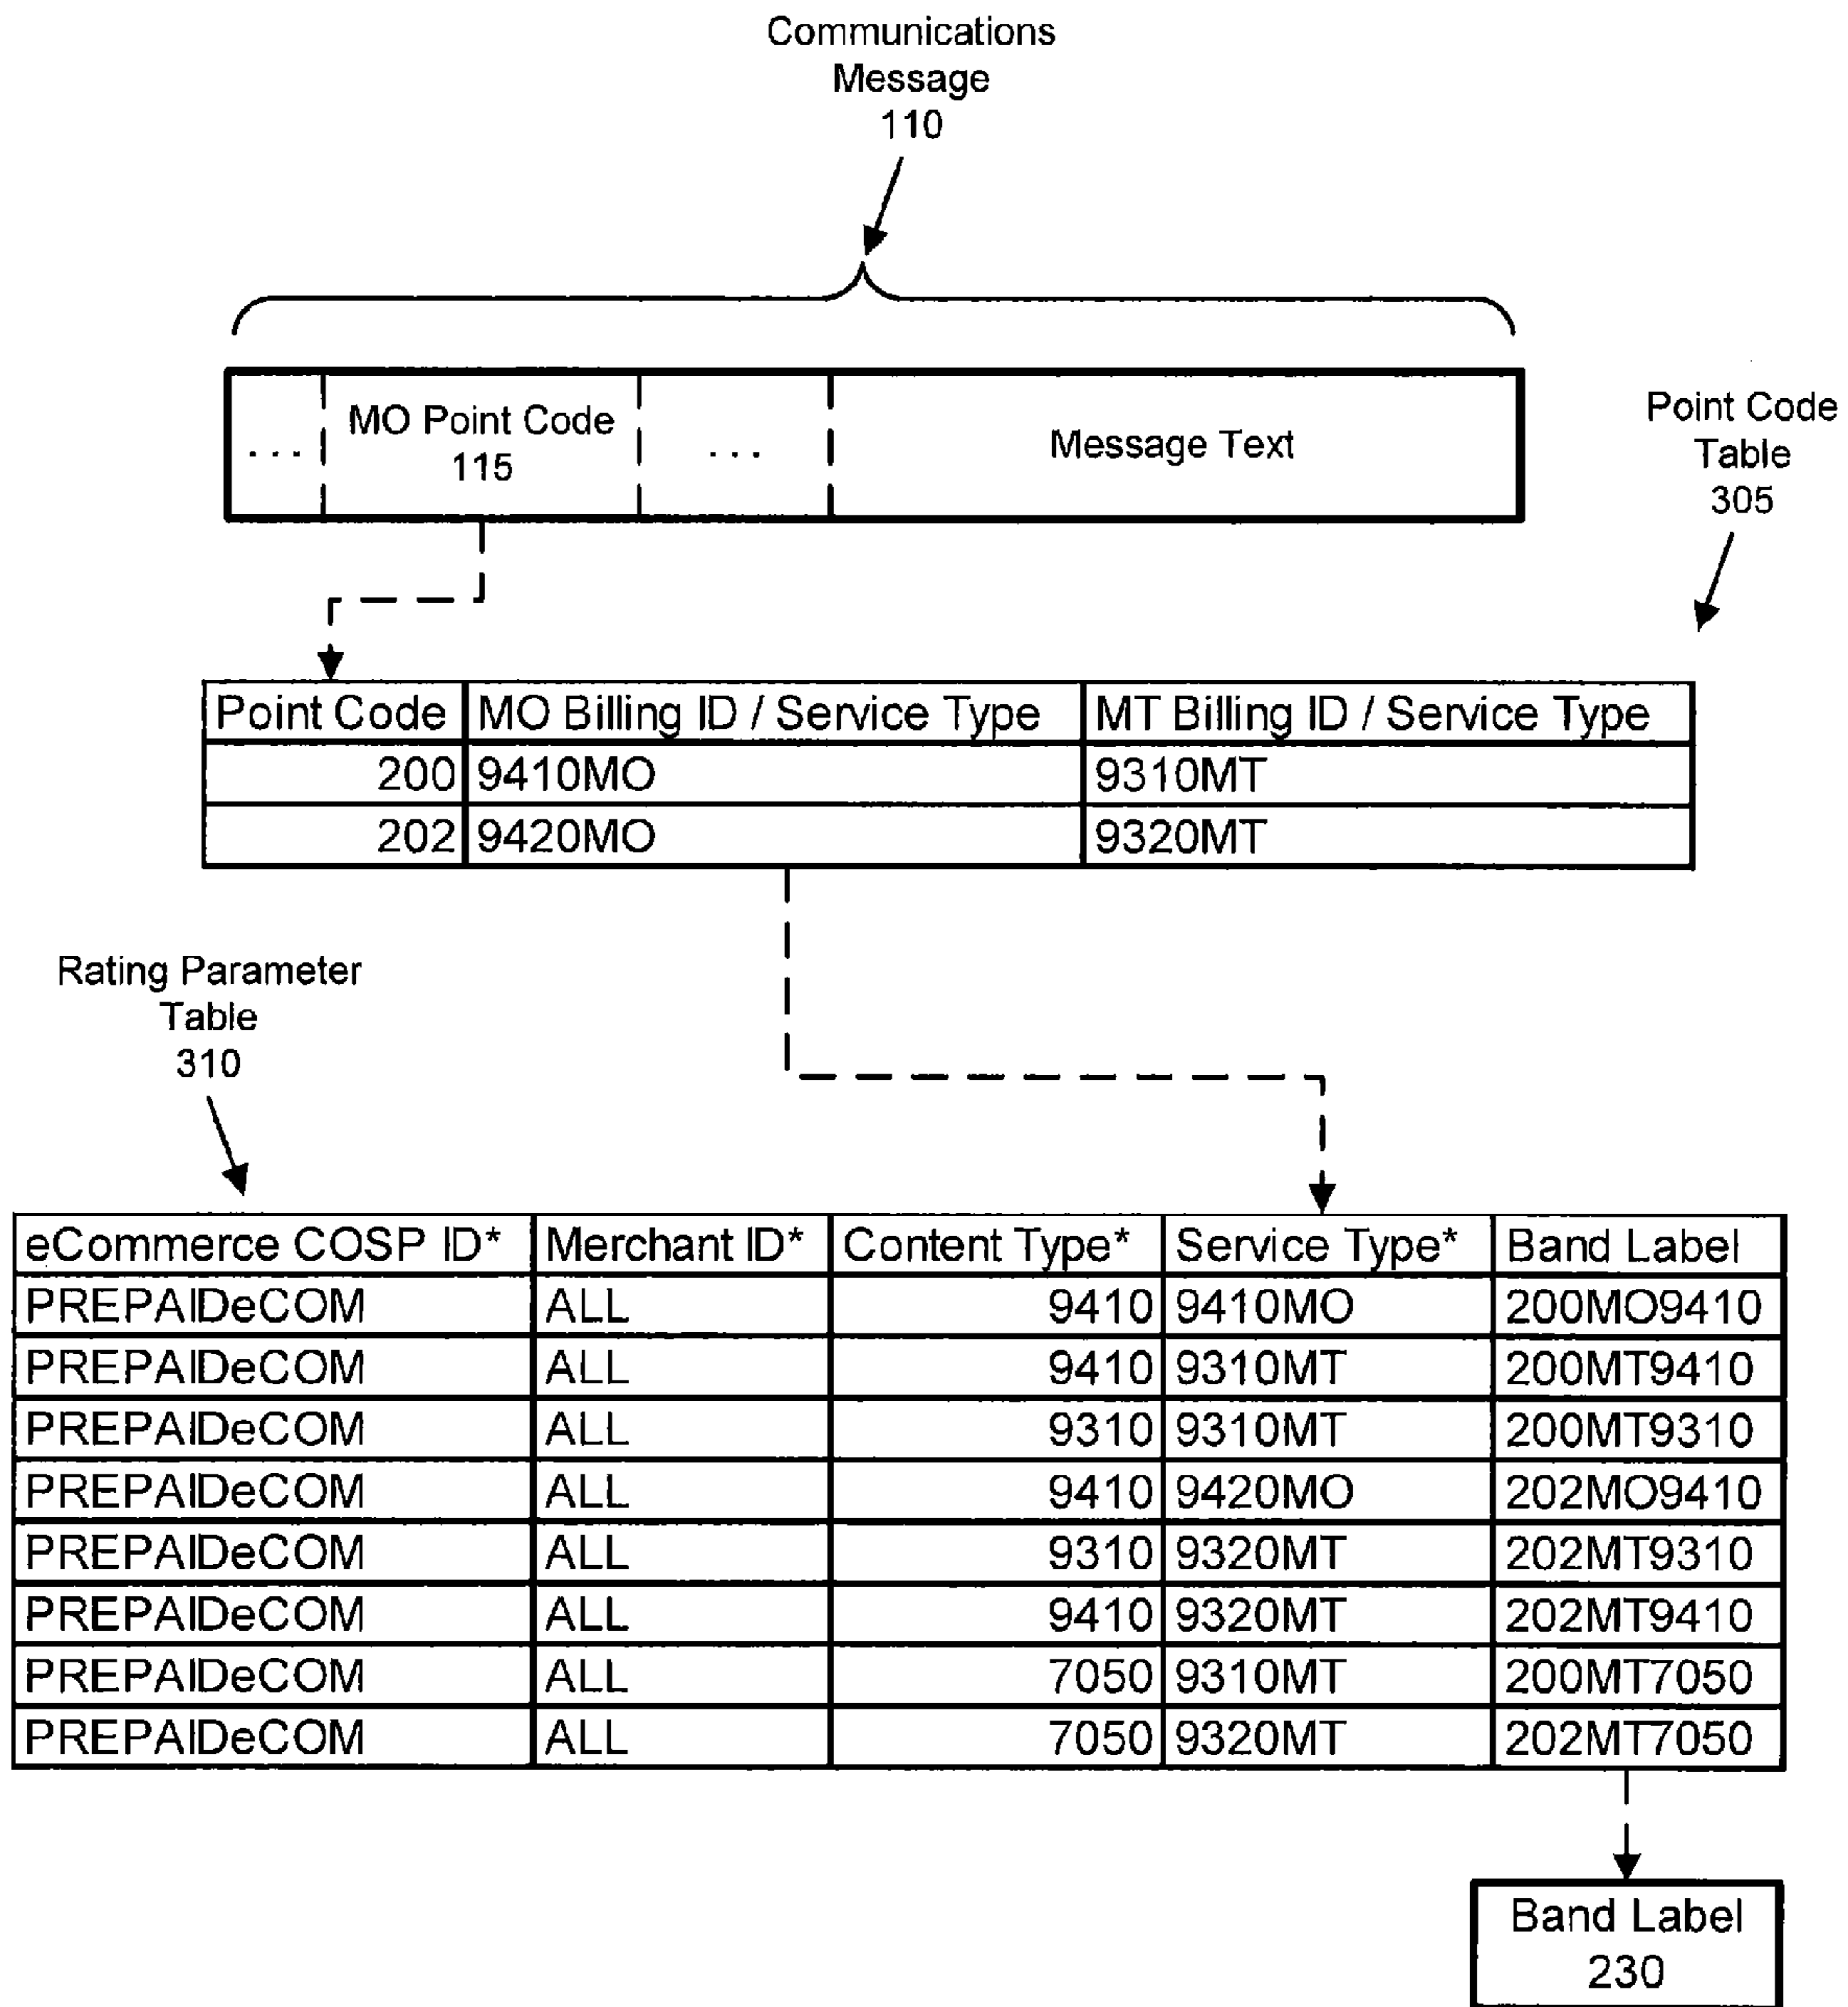 Communications
Message
110
... MO Point Code ... Message Text
115
Point Code
Table
305
Point Code MO Billing ID / Service Type MT Billing ID / Service Type
200 9410MO 9310MT
202 9420MO 9320MT
Rating Parameter
Table
310
eCommerce COSP ID* Merchant ID* Content Type* Service Type* Band Label
PREPAIDeCOM ALL 9410 9410MO 200MO9410
PREPAIDeCOM ALL 9410 9310MT 200MT9410
PREPAIDeCOM ALL 9310 9310MT 200MT9310
PREPAIDeCOM ALL 9410 9420MO 202MO9410
PREPAIDeCOM ALL 9310 9320MT 202MT9310
PREPAIDeCOM ALL 9410 9320MT 202MT9410
PREPAIDeCOM ALL 7050 9310MT 200MT7050
PREPAIDeCOM ALL 7050 9320MT 202MT7050
Band Label
230